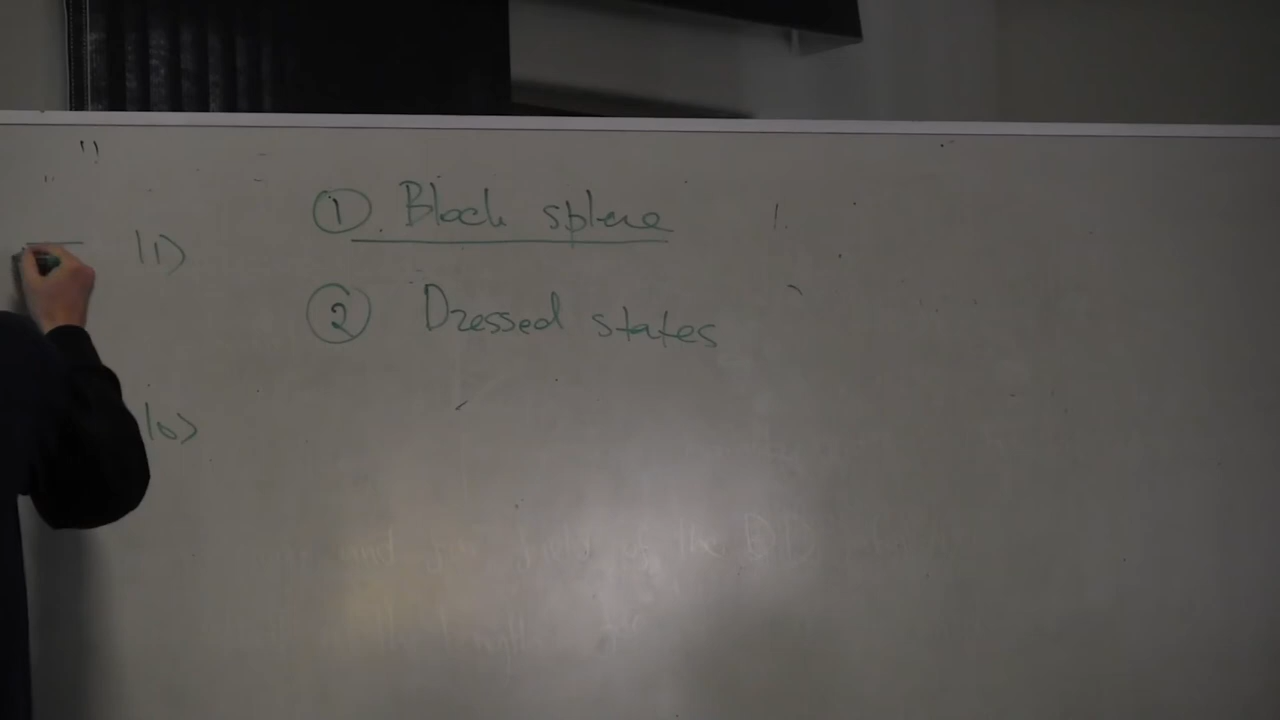 ① Bloch sphere
|1⟩
② Dressed states
|0⟩